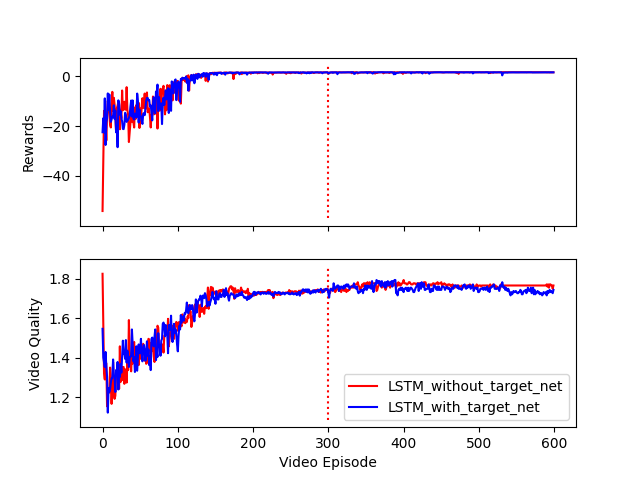 0
−20
−40
Rewards
1.8
1.6
1.4
1.2
Video Quality
LSTM_without_target_net
LSTM_with_target_net
0 100 200 300 400 500 600
Video Episode